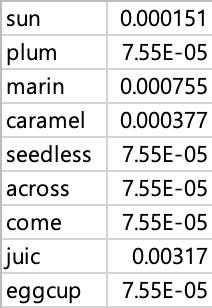 sun 0.000151
plum 7.55E-05
marin 0.000755
caramel 0.000377
seedless 7.55E-05
across 7.55E-05
come 7.55E-05
juic 0.00317
eggcup 7.55E-05